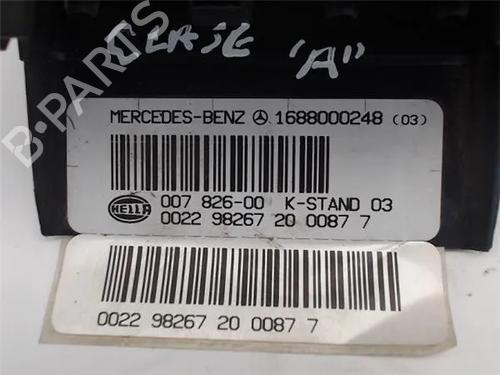 CLASE "A"
B-PARTS
MERCEDES-BENZ 1688000248 (03)
HELLA
007 826-00 K-STAND 03
0022 98267 20 0087 7
0022 98267 20 0087 7